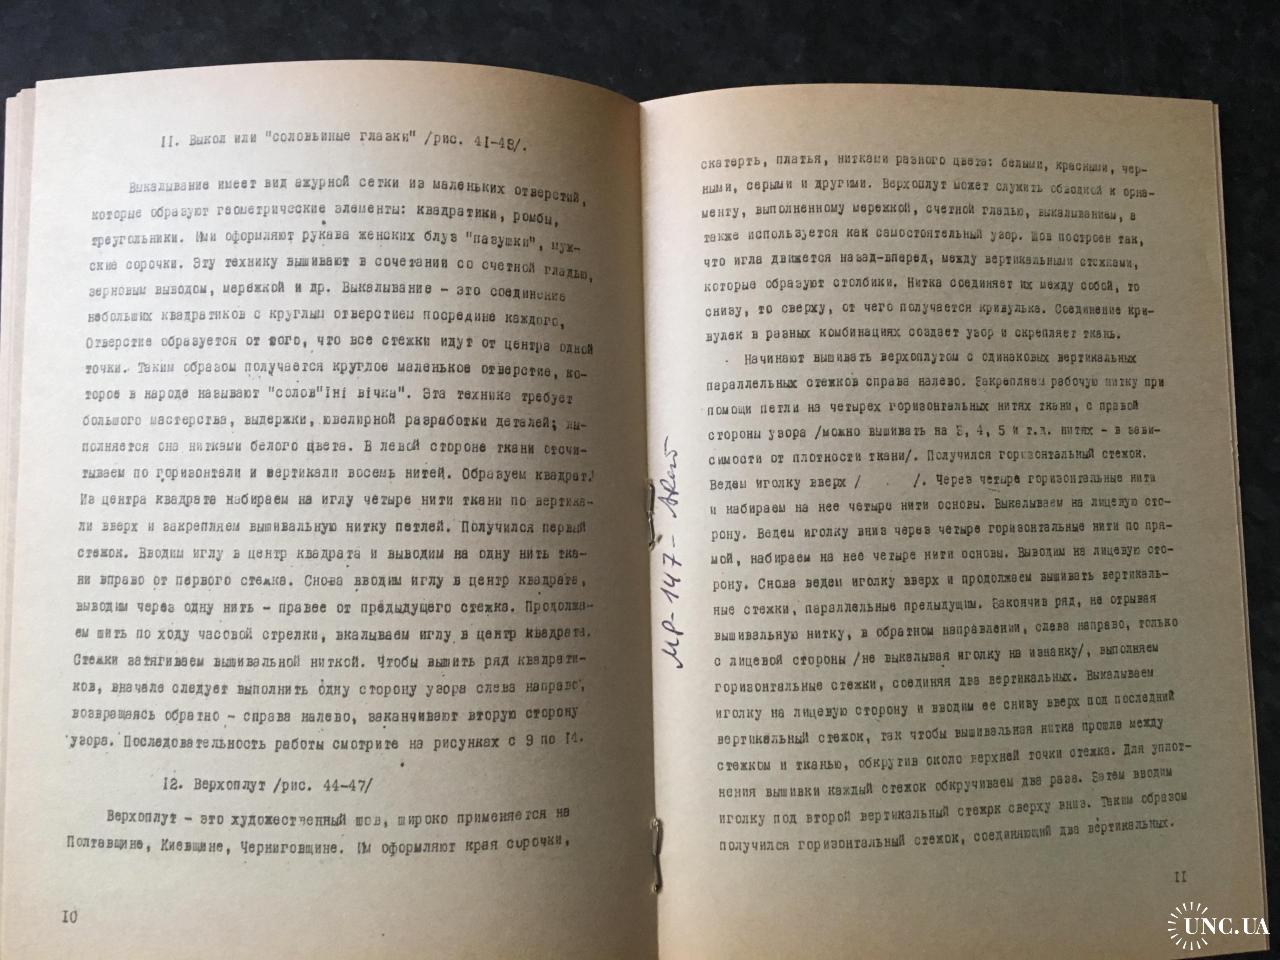 II. Выкол или "соловьиные глазки" /рис. 4I-43/.
Выкалывание имеет вид ажурной сетки из маленьких отверстий,
которые образуют геометрические элементы: квадратики, ромбы,
треугольники. Ими оформляют рукава женских блуз "пазушки", муж-
ские сорочки. Эту технику вышивают в сочетании со счетной гладью,
зерновым выводом, мережкой и др. Выкалывание - это соединение
небольших квадратиков с круглым отверстием посредине каждого,
Отверстие образуется от того, что все стежки идут от центра одной
точки. Таким образом получается круглое маленькое отверстие, ко-
торое в народе называют "солов"їні вічка". Эта техника требует
большого мастерства, выдержки, ювелирной разработки деталей; вы-
полняется она нитками белого цвета. В левой стороне ткани отсчи-
тываем по горизонтали и вертикали восемь нитей. Образуем квадрат.
Из центра квадрата набираем на иглу четыре нити ткани по вертика-
ли вверх и закрепляем вышивальную нитку петлей. Получился первый
стежок. Вводим иглу в центр квадрата и выводим на одну нить тка-
ни вправо от первого стежка. Снова вводим иглу в центр квадрата,
выводим через одну нить - правее от предыдущего стежка. Продолжа-
ем шить по ходу часовой стрелки, вкалываем иглу в центр квадрата.
Стежки затягиваем вышивальной ниткой. Чтобы вышить ряд квадрати-
ков, вначале следует выполнить одну сторону узора слева направо,
возвращаясь обратно - справа налево, заканчивают вторую сторону
узора. Последовательность работы смотрите на рисунках с 9 по I4.
I2. Верхоплут /рис. 44-47/
Верхоплут - это художественный шов, широко применяется на
Полтавщине, Киевщине, Черниговщине. Им оформляют края сорочки,
IO
МР-147-
скатерть, платья, нитками разного цвета: белыми, красными, чер-
ными, серыми и другими. Верхоплут может служить обводкой к орна-
менту, выполненному мережкой, счетной гладью, выкалыванием, а
также используется как самостоятельный узор. Шов построен так,
что игла движется назад-вперед, между вертикальными стежками,
которые образуют столбики. Нитка соединяет их между собой, то
снизу, то сверху, от чего получается кривулька. Соединение кри-
вулек в разных комбинациях создает узор и скрепляет ткань.
Начинают вышивать верхоплутом с одинаковых вертикальных
параллельных стежков справа налево. Закрепляем рабочую нитку при
помощи петли на четырех горизонтальных нитях ткани, с правой
стороны узора /можно вышивать на 3, 4, 5 и т.д. нитях - в зави-
симости от плотности ткани/. Получился горизонтальный стежок.
Ведем иголку вверх / /. Через четыре горизонтальные нити
и набираем на нее четыре нити основы. Выкалываем на лицевую сто-
рону. Ведем иголку вниз через четыре горизонтальные нити по пря-
мой, набираем на нее четыре нити основы. Выводим на лицевую сто-
рону. Снова ведем иголку вверх и продолжаем вышивать вертикаль-
ные стежки, параллельные предыдущим. Закончив ряд, не отрывая
вышивальную нитку, в обратном направлении, слева направо, только
с лицевой стороны /не выкалывая иголку на изнанку/, выполняем
горизонтальные стежки, соединяя два вертикальных. Выкалываем
иголку на лицевую сторону и вводим ее снизу вверх под последний
вертикальный стежок, так чтобы вышивальная нитка прошла между
стежком и тканью, обкрутив около верхней точки стежка. Для уплот-
нения вышивки каждый стежок обкручиваем два раза. Затем вводим
иголку под второй вертикальный стежок сверху вниз. Таким образом
получился горизонтальный стежок, соединяющий два вертикальных.
II
UNC.UA